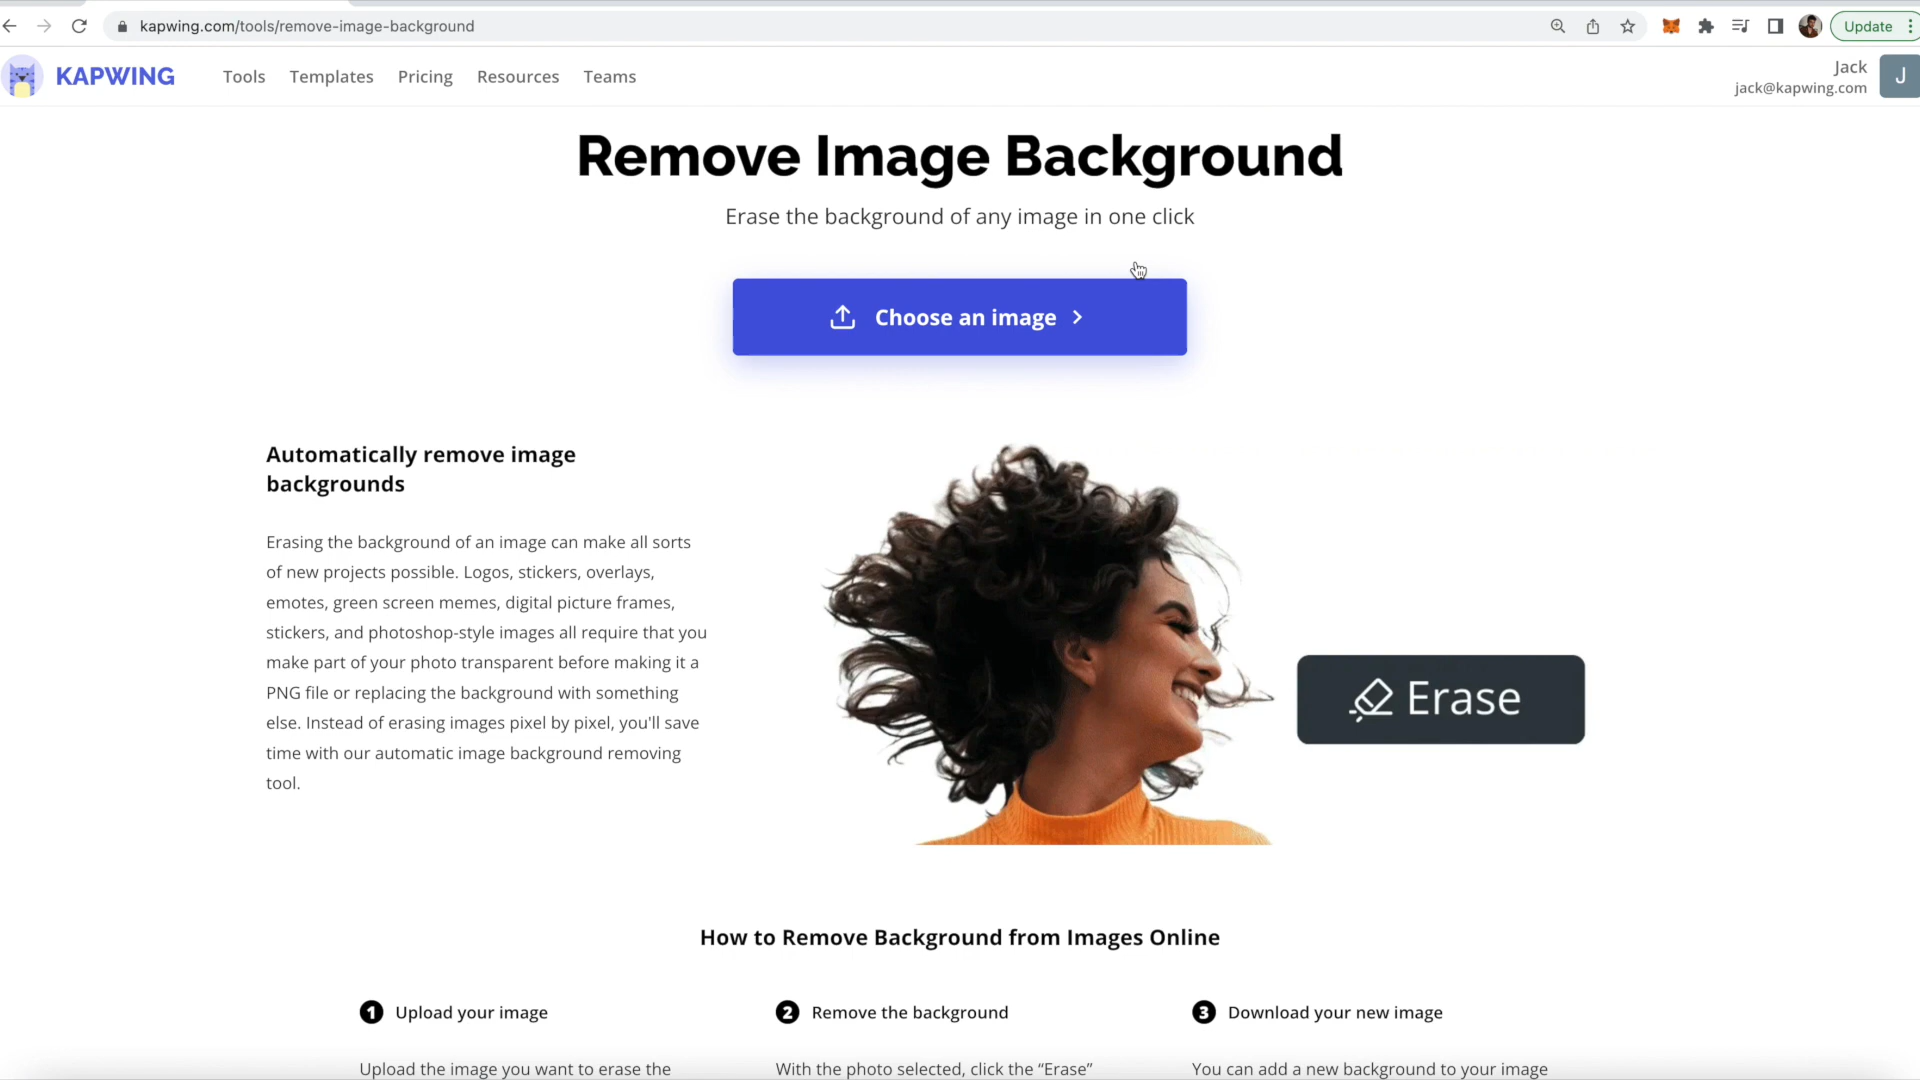 kapwing.com/tools/remove-image-background
Update
KAPWING
Tools
Templates
Pricing
Resources
Teams
Jack
jack@kapwing.com
J
Remove Image Background
Erase the background of any image in one click
Choose an image
Automatically remove image
backgrounds
Erasing the background of an image can make all sorts
of new projects possible. Logos, stickers, overlays,
emotes, green screen memes, digital picture frames,
stickers, and photoshop-style images all require that you
make part of your photo transparent before making it a
PNG file or replacing the background with something
else. Instead of erasing images pixel by pixel, you'll save
time with our automatic image background removing
tool.
Erase
How to Remove Background from Images Online
1 Upload your image
Upload the image you want to erase the
2 Remove the background
With the photo selected, click the “Erase”
3 Download your new image
You can add a new background to your image